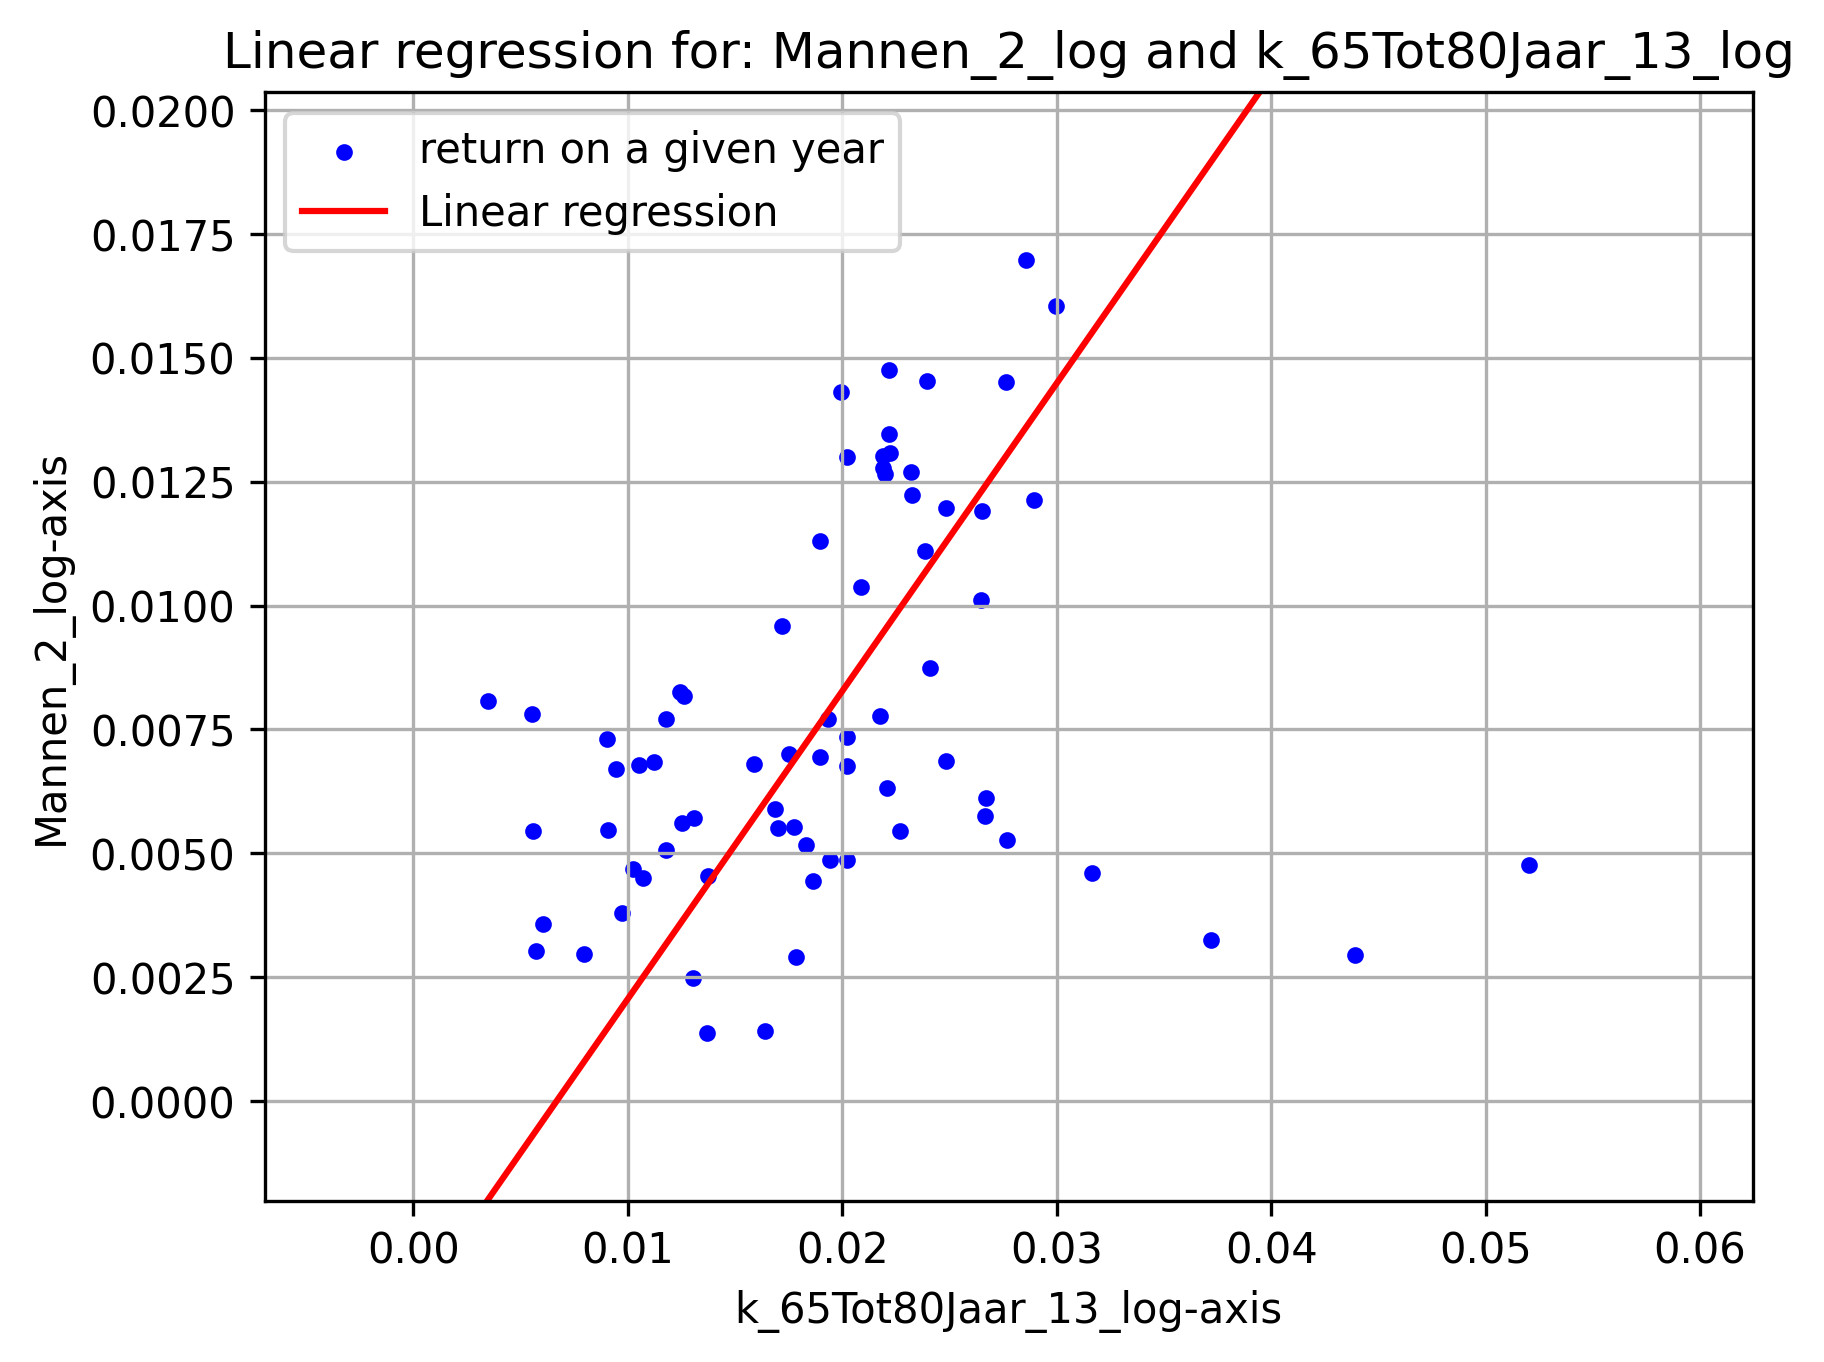 Linear regression for: Mannen_2_log and k_65Tot80Jaar_13_log
return on a given year
Linear regression
Mannen_2_log-axis
0.0200
0.0175
0.0150
0.0125
0.0100
0.0075
0.0050
0.0025
0.0000
0.00 0.01 0.02 0.03 0.04 0.05 0.06
k_65Tot80Jaar_13_log-axis